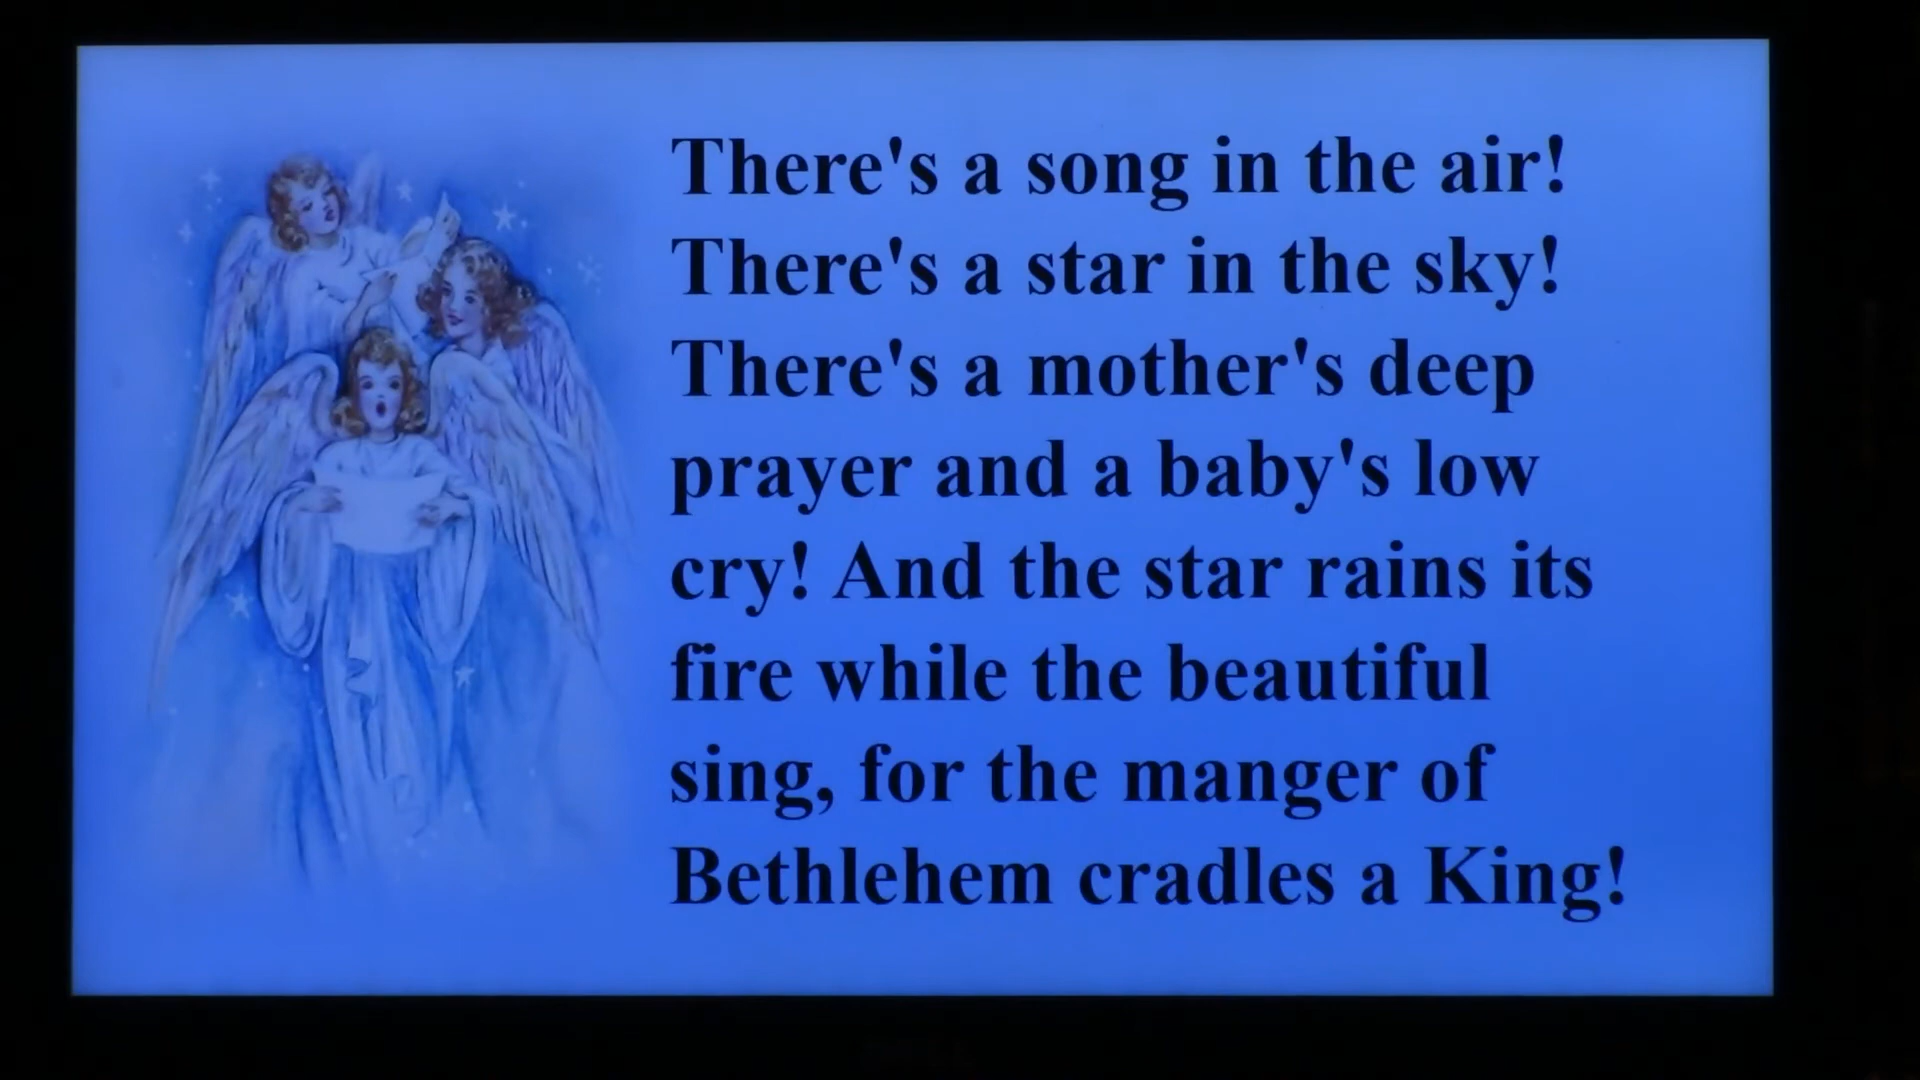 There's a song in the air!
There's a star in the sky!
There's a mother's deep
prayer and a baby's low
cry! And the star rains its
fire while the beautiful
sing, for the manger of
Bethlehem cradles a King!